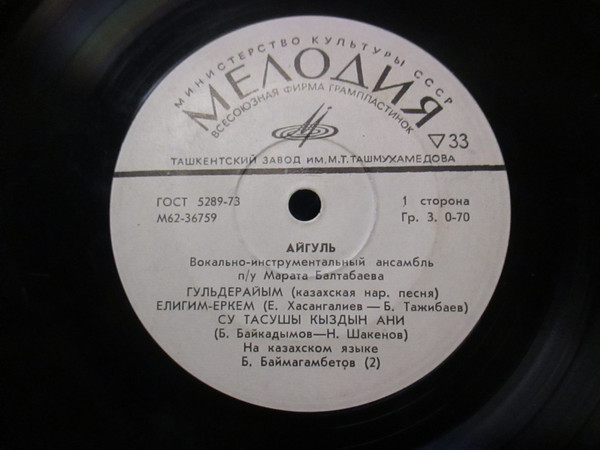 МИНИСТЕРСТВО КУЛЬТУРЫ СССР
МЕЛОДИЯ
ВСЕСОЮЗНАЯ ФИРМА ГРАМПЛАСТИНОК
▽33
ТАШКЕНТСКИЙ ЗАВОД ИМ. М.Т. ТАШМУХАМЕДОВА
ГОСТ 5289-73
М62-36759
1 сторона
Гр. 3. 0-70
АЙГУЛЬ
Вокально-инструментальный ансамбль
п/у Марата Балтабаева
ГУЛЬДЕРАЙЫМ (казахская нар. песня)
ЕЛИГИМ-ЕРКЕМ (Е. Хасангалиев — Б. Тажибаев)
СУ ТАСУШЫ КЫЗДЫН АНИ
(Б. Байкадымов—Н. Шакенов)
На казахском языке
Б. Баймагамбетов (2)